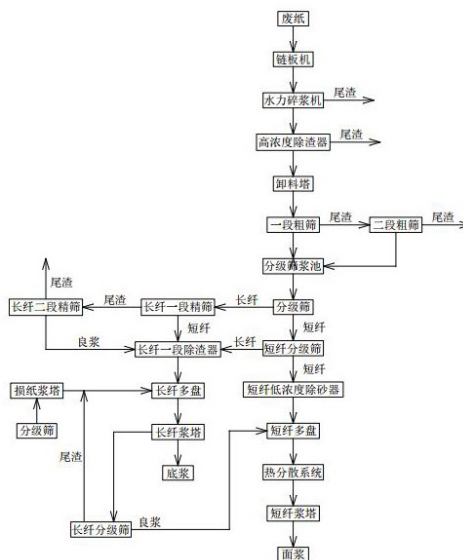 废纸
链板机
水力碎浆机
尾渣
高浓度除渣器
尾渣
卸料塔
一段粗筛
尾渣
二段粗筛
尾渣
分级筛浆池
尾渣
长纤二段精筛
尾渣
长纤一段精筛
长纤
分级筛
短纤
短纤
良浆
长纤一段除渣器
长纤
短纤分级筛
短纤
损纸浆塔
长纤多盘
短纤低浓度除砂器
分级筛
长纤浆塔
短纤多盘
尾渣
底浆
热分散系统
长纤分级筛
良浆
短纤浆塔
面浆